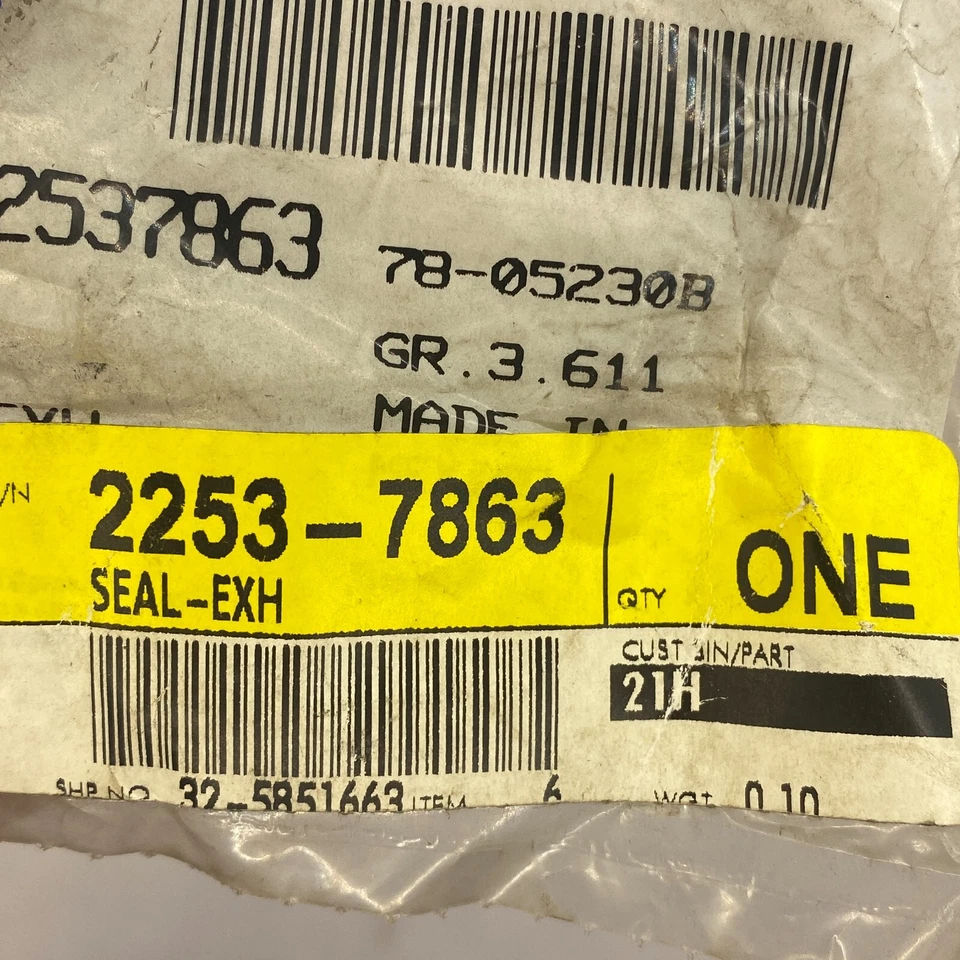 2537863
78-05230B
GR.3.611
MADE IN
P/N 2253-7863
SEAL-EXH
QTY ONE
CUST BIN/PART
21H
SHP NO 32-5851663 ITEM 6 WGT 0.10